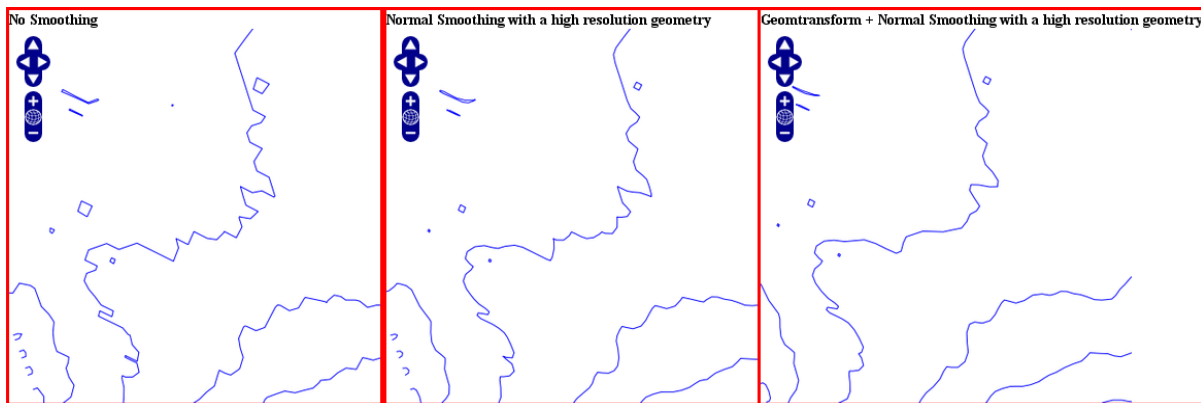 No Smoothing
Normal Smoothing with a high resolution geometry
Geomtransform + Normal Smoothing with a high resolution geometry